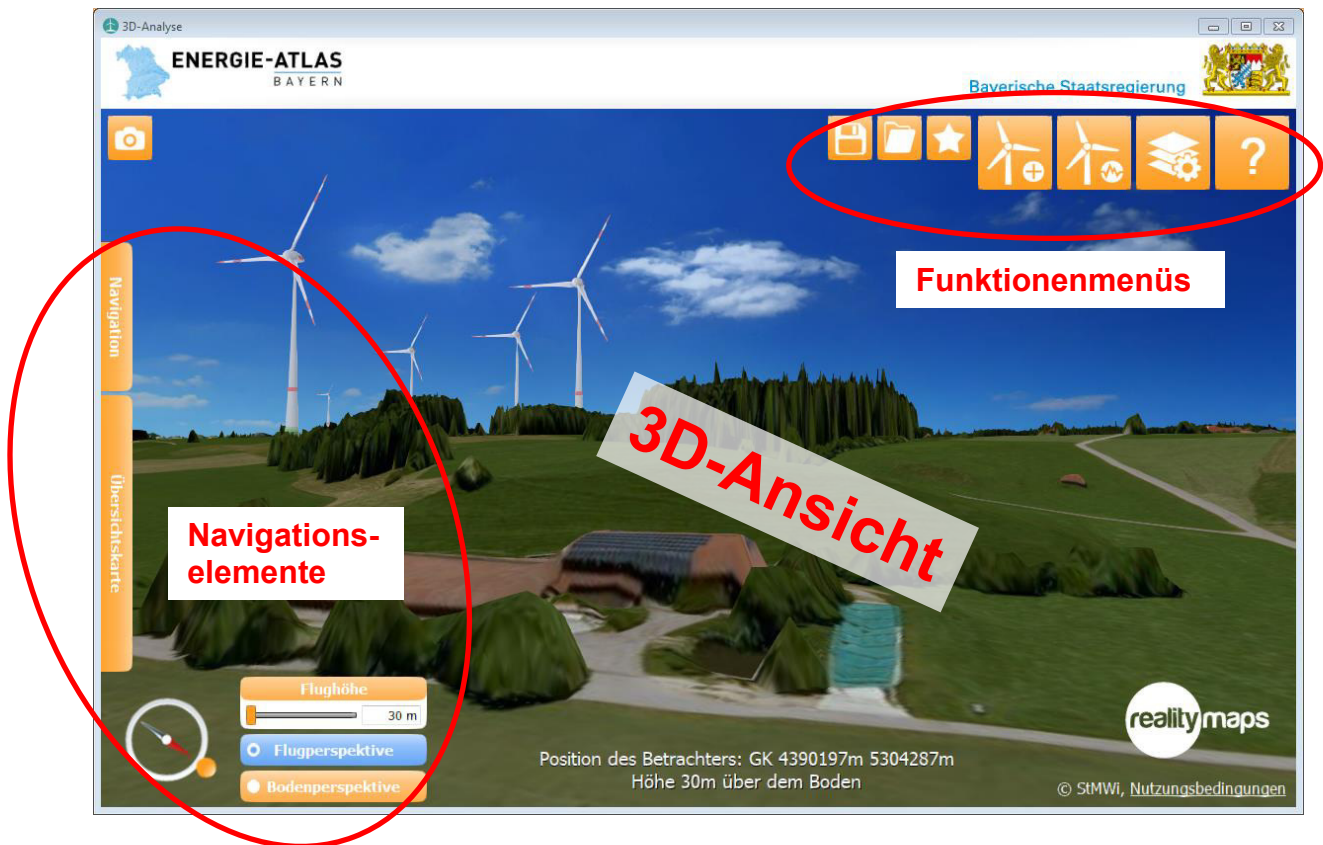 3D-Analyse
ENERGIE-ATLAS
BAYERN
Bayerische Staatsregierung
?
Funktionenmenüs
Navigation
3D-Ansicht
Übersichtskarte
Navigations-
elemente
Flughöhe
30 m
Flugperspektive
Bodenperspektive
Position des Betrachters: GK 4390197m 5304287m
Höhe 30m über dem Boden
realitymaps
© StMWi, Nutzungsbedingungen